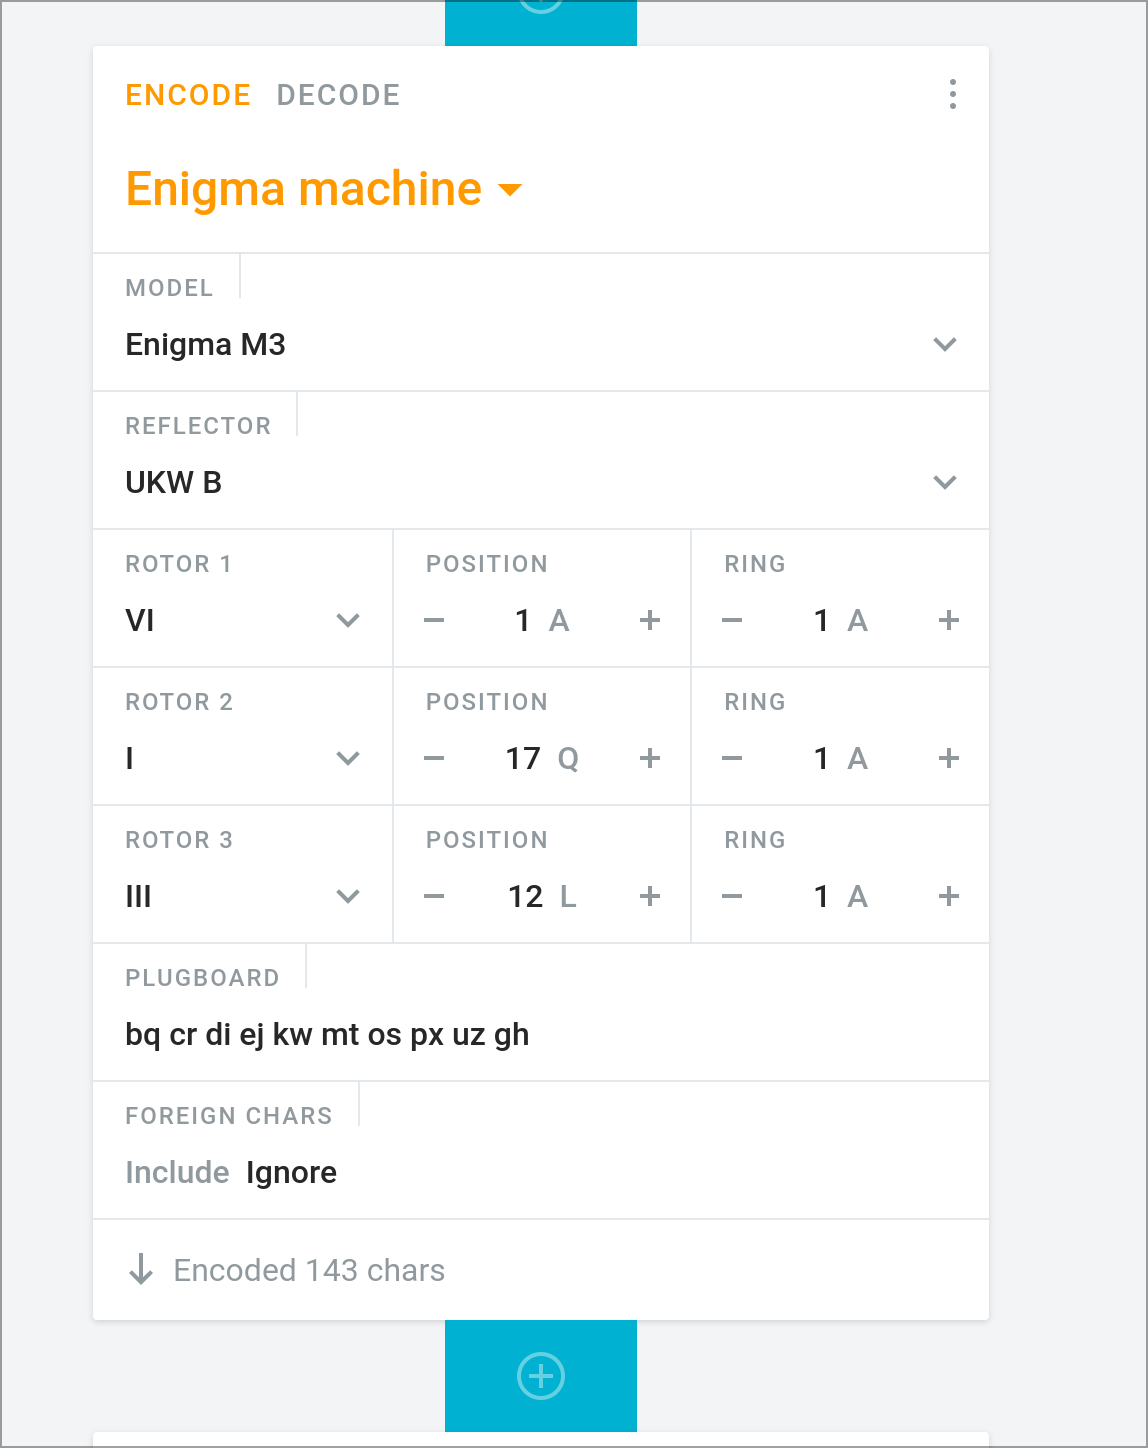 ENCODE DECODE
Enigma machine
MODEL
Enigma M3
REFLECTOR
UKW B
ROTOR 1 POSITION RING
VI 1 A 1 A
ROTOR 2 POSITION RING
I 17 Q 1 A
ROTOR 3 POSITION RING
III 12 L 1 A
PLUGBOARD
bq cr di ej kw mt os px uz gh
FOREIGN CHARS
Include Ignore
Encoded 143 chars